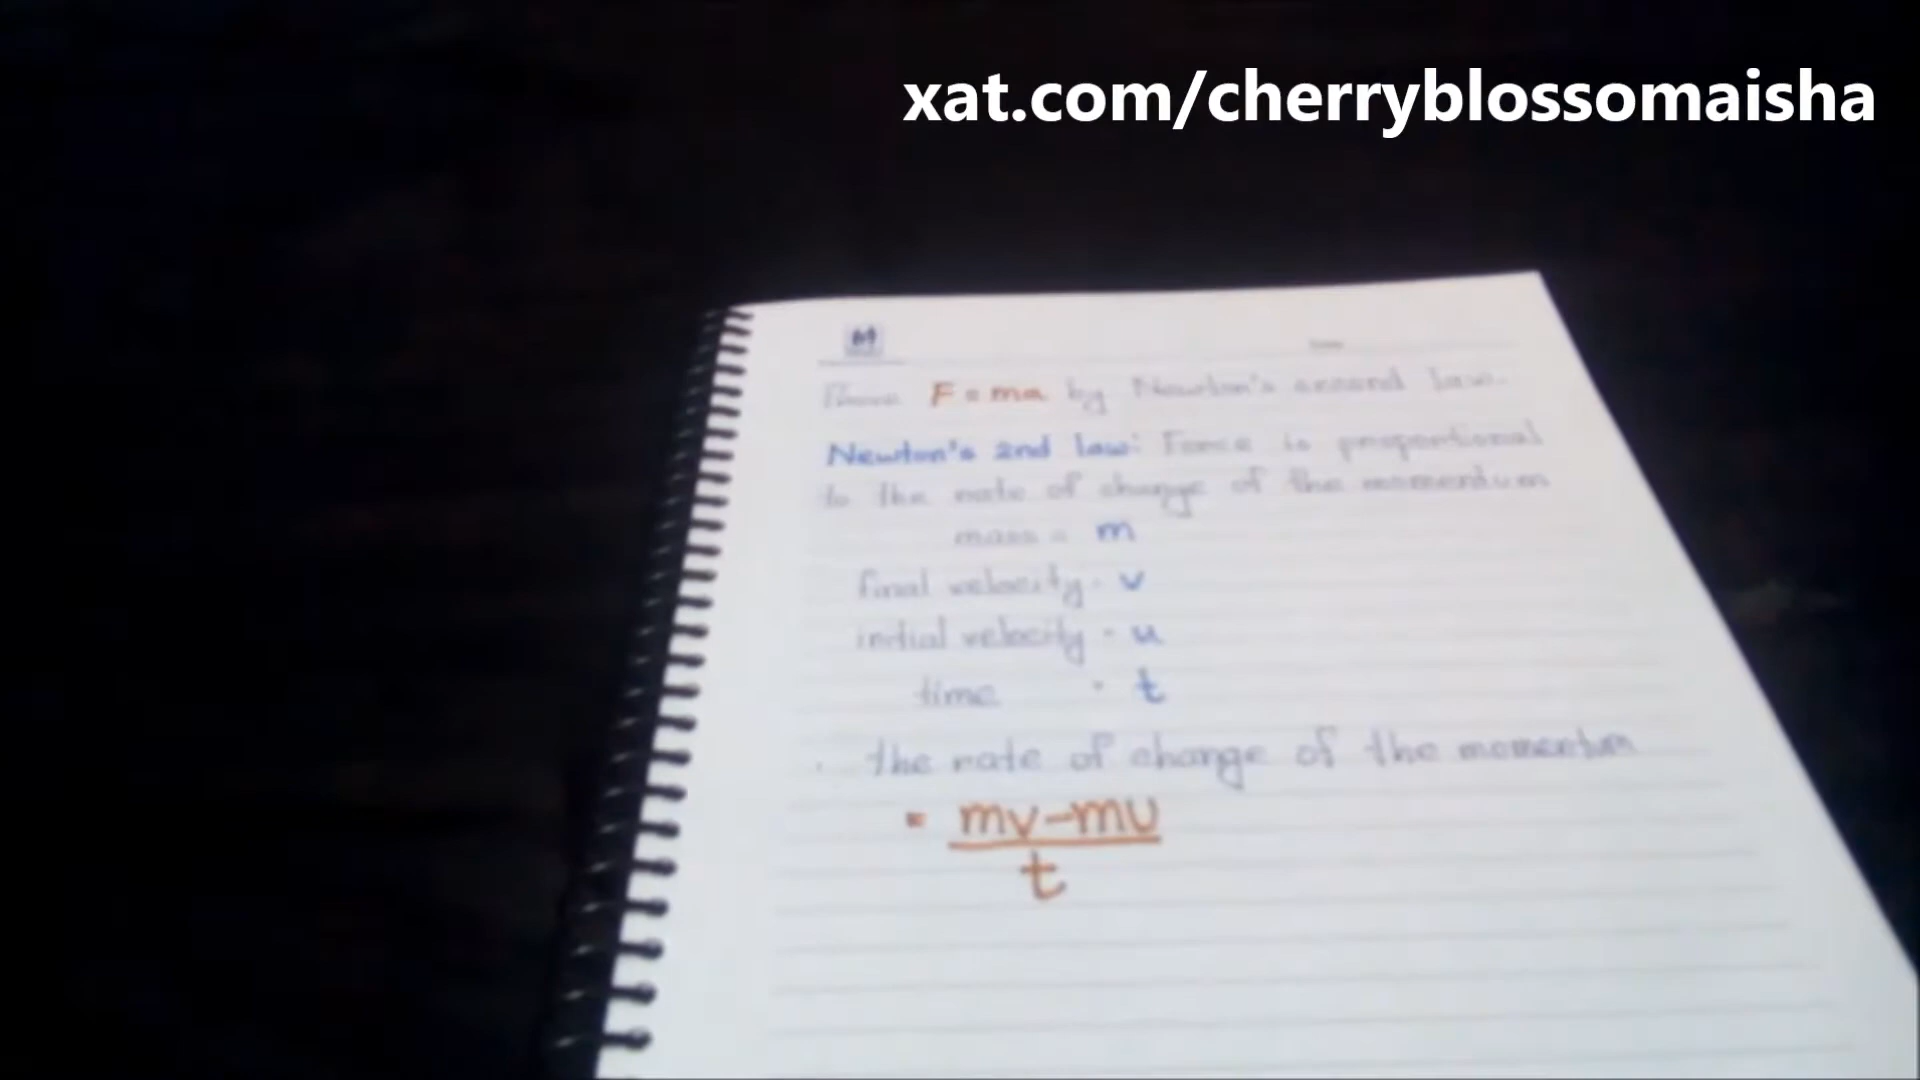 xat.com/cherryblossomaisha
Prove F = ma by Newton's second law.
Newton's 2nd law: Force is proportional
to the rate of change of the momentum
mass = m
final velocity = v
initial velocity = u
time = t
the rate of change of the momentum
= mv-mu
t